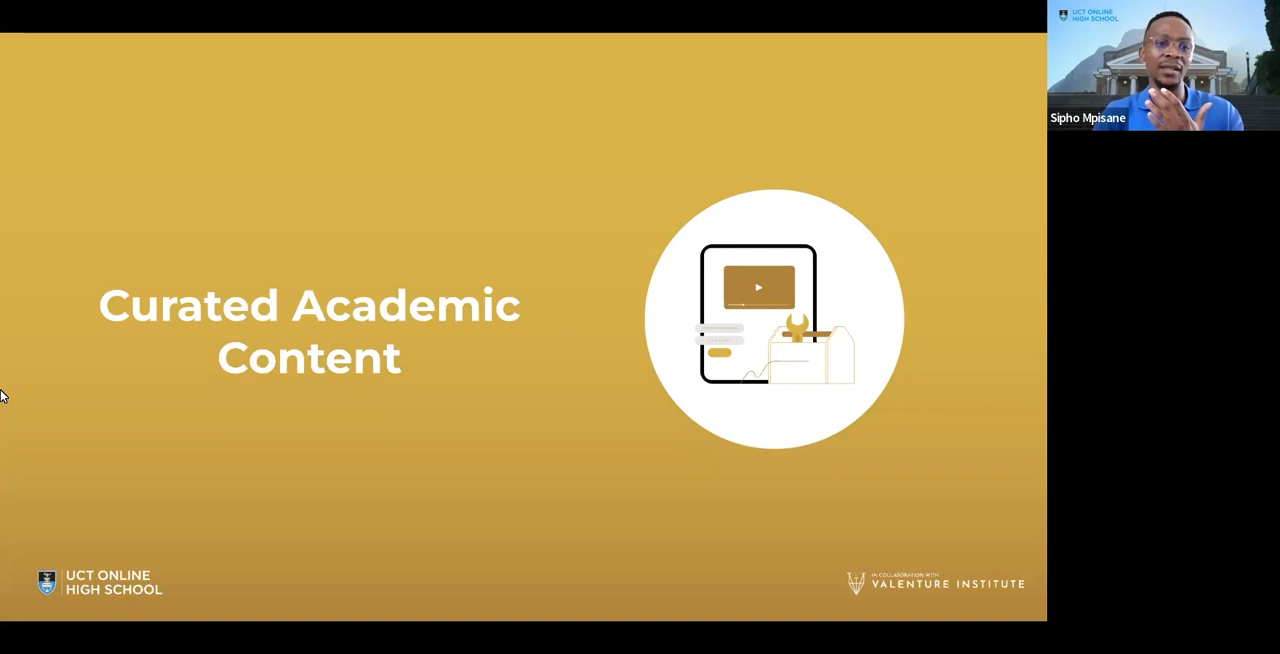 UCT ONLINE
HIGH SCHOOL
Sipho Mpisane
Curated Academic
Content
UCT ONLINE
HIGH SCHOOL
IN COLLABORATION WITH
VALENTURE INSTITUTE